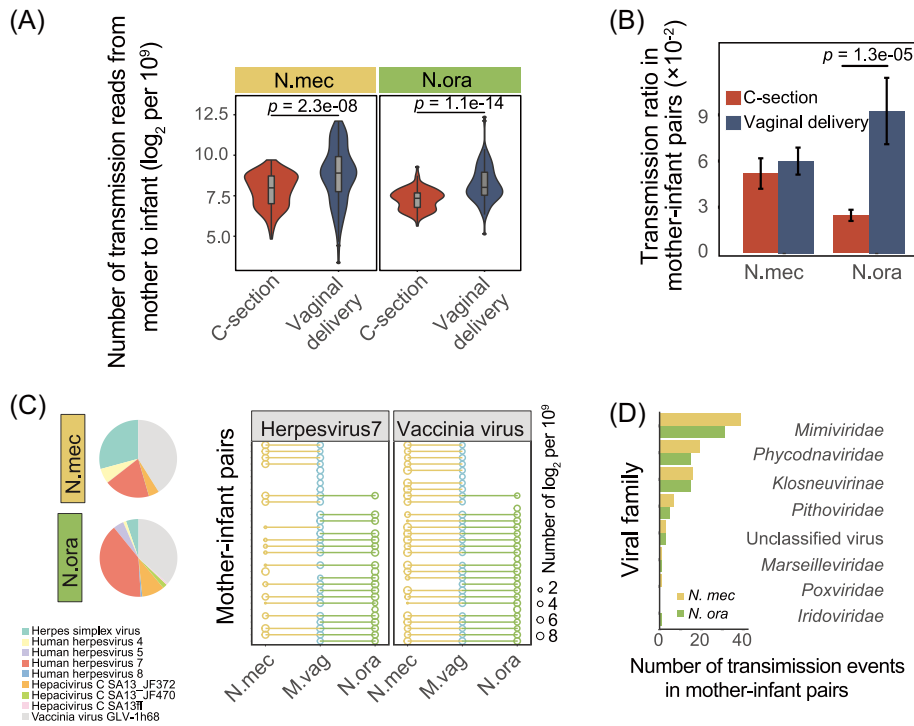 (A)
Number of transmission reads from
mother to infant (log2 per 10^9)
N.mec
N.ora
p = 2.3e-08
p = 1.1e-14
12.5
10.0
7.5
5.0
C-section
Vaginal
delivery
C-section
Vaginal
delivery
(B)
Transmission ratio in
mother-infant pairs (×10^-2)
p = 1.3e-05
C-section
Vaginal delivery
9
6
3
0
N.mec
N.ora
(C)
N.mec
N.ora
Herpes simplex virus
Human herpesvirus 4
Human herpesvirus 5
Human herpesvirus 7
Human herpesvirus 8
Hepacivirus C SA13_JF372
Hepacivirus C SA13_JF470
Hepacivirus C SA13
Vaccinia virus GLV-1h68
Mother-infant pairs
Herpesvirus7
Vaccinia virus
N.mec
M.vag
N.ora
N.mec
M.vag
N.ora
Number of log2 per 10^9
2
4
6
8
(D)
Viral family
Mimiviridae
Phycodnaviridae
Klosneuvirinae
Pithoviridae
Unclassified virus
Marseilleviridae
Poxviridae
Iridoviridae
N. mec
N. ora
0
20
40
Number of transimission events
in mother-infant pairs